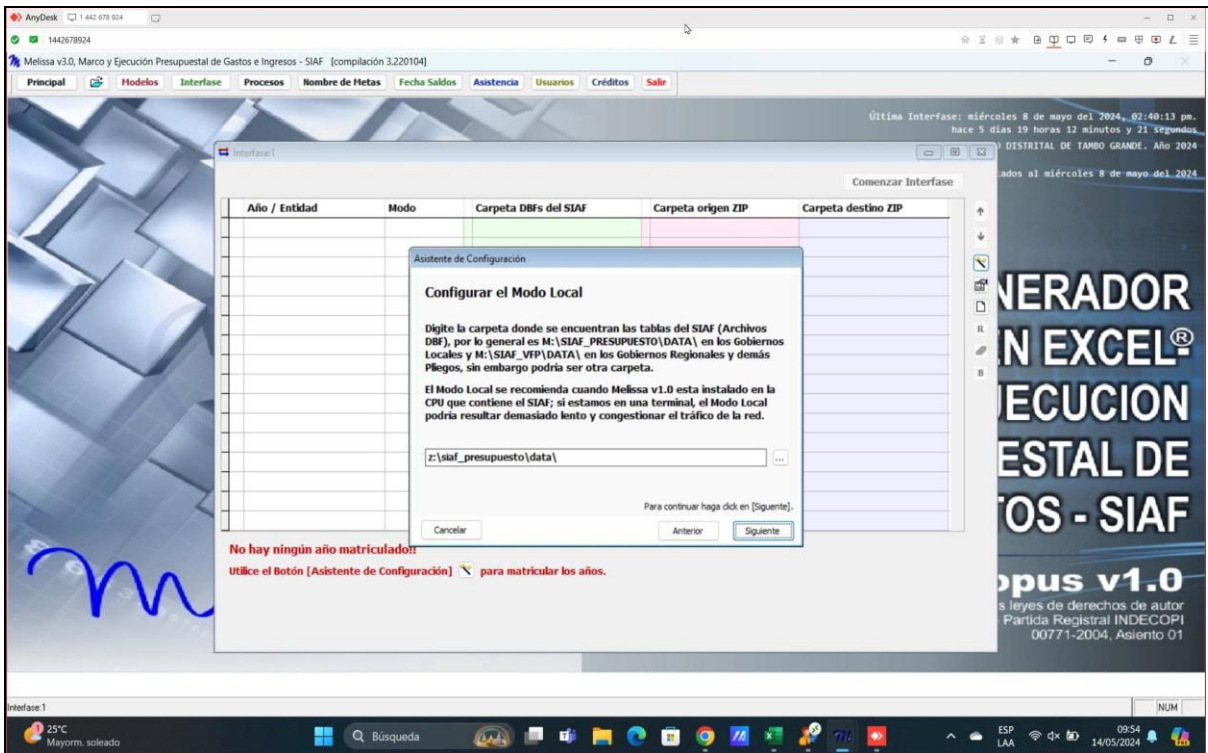 AnyDesk 1 442 678 924
1442678924
Melissa v3.0, Marco y Ejecución Presupuestal de Gastos e Ingresos - SIAF [compilación 3.220104]
Principal Modelos Interfase Procesos Nombre de Metas Fecha Saldos Asistencia Usuarios Créditos Salir
Última Interfase: miércoles 8 de mayo del 2024, 02:40:13 pm.
hace 5 días 19 horas 12 minutos y 21 segundos
DISTRITAL DE TAMBO GRANDE. Año 2024
ados al miércoles 8 de mayo del 2024
Interfase:1
Comenzar Interfase
Año / Entidad Modo Carpeta DBFs del SIAF Carpeta origen ZIP Carpeta destino ZIP
Asistente de Configuración
Configurar el Modo Local
Digite la carpeta donde se encuentran las tablas del SIAF (Archivos
DBF), por lo general es M:\SIAF_PRESUPUESTO\DATA\ en los Gobiernos
Locales y M:\SIAF_VFP\DATA\ en los Gobiernos Regionales y demás
Pliegos, sin embargo podría ser otra carpeta.
El Modo Local se recomienda cuando Melissa v1.0 esta instalado en la
CPU que contiene el SIAF; si estamos en una terminal, el Modo Local
podría resultar demasiado lento y congestionar el tráfico de la red.
z:\siaf_presupuesto\data\
...
Para continuar haga click en [Siguente].
Cancelar Anterior Siguiente
R
B
No hay ningún año matriculado!!
Utilice el Botón [Asistente de Configuración] para matricular los años.
NERADOR
EN EXCEL®
JECUCION
ESTAL DE
TOS - SIAF
opus v1.0
s leyes de derechos de autor
Partida Registral INDECOPI
00771-2004, Asiento 01
Interfase:1
NUM
25°C
Mayorm. soleado
Búsqueda
ESP
LAA
09:54
14/05/2024